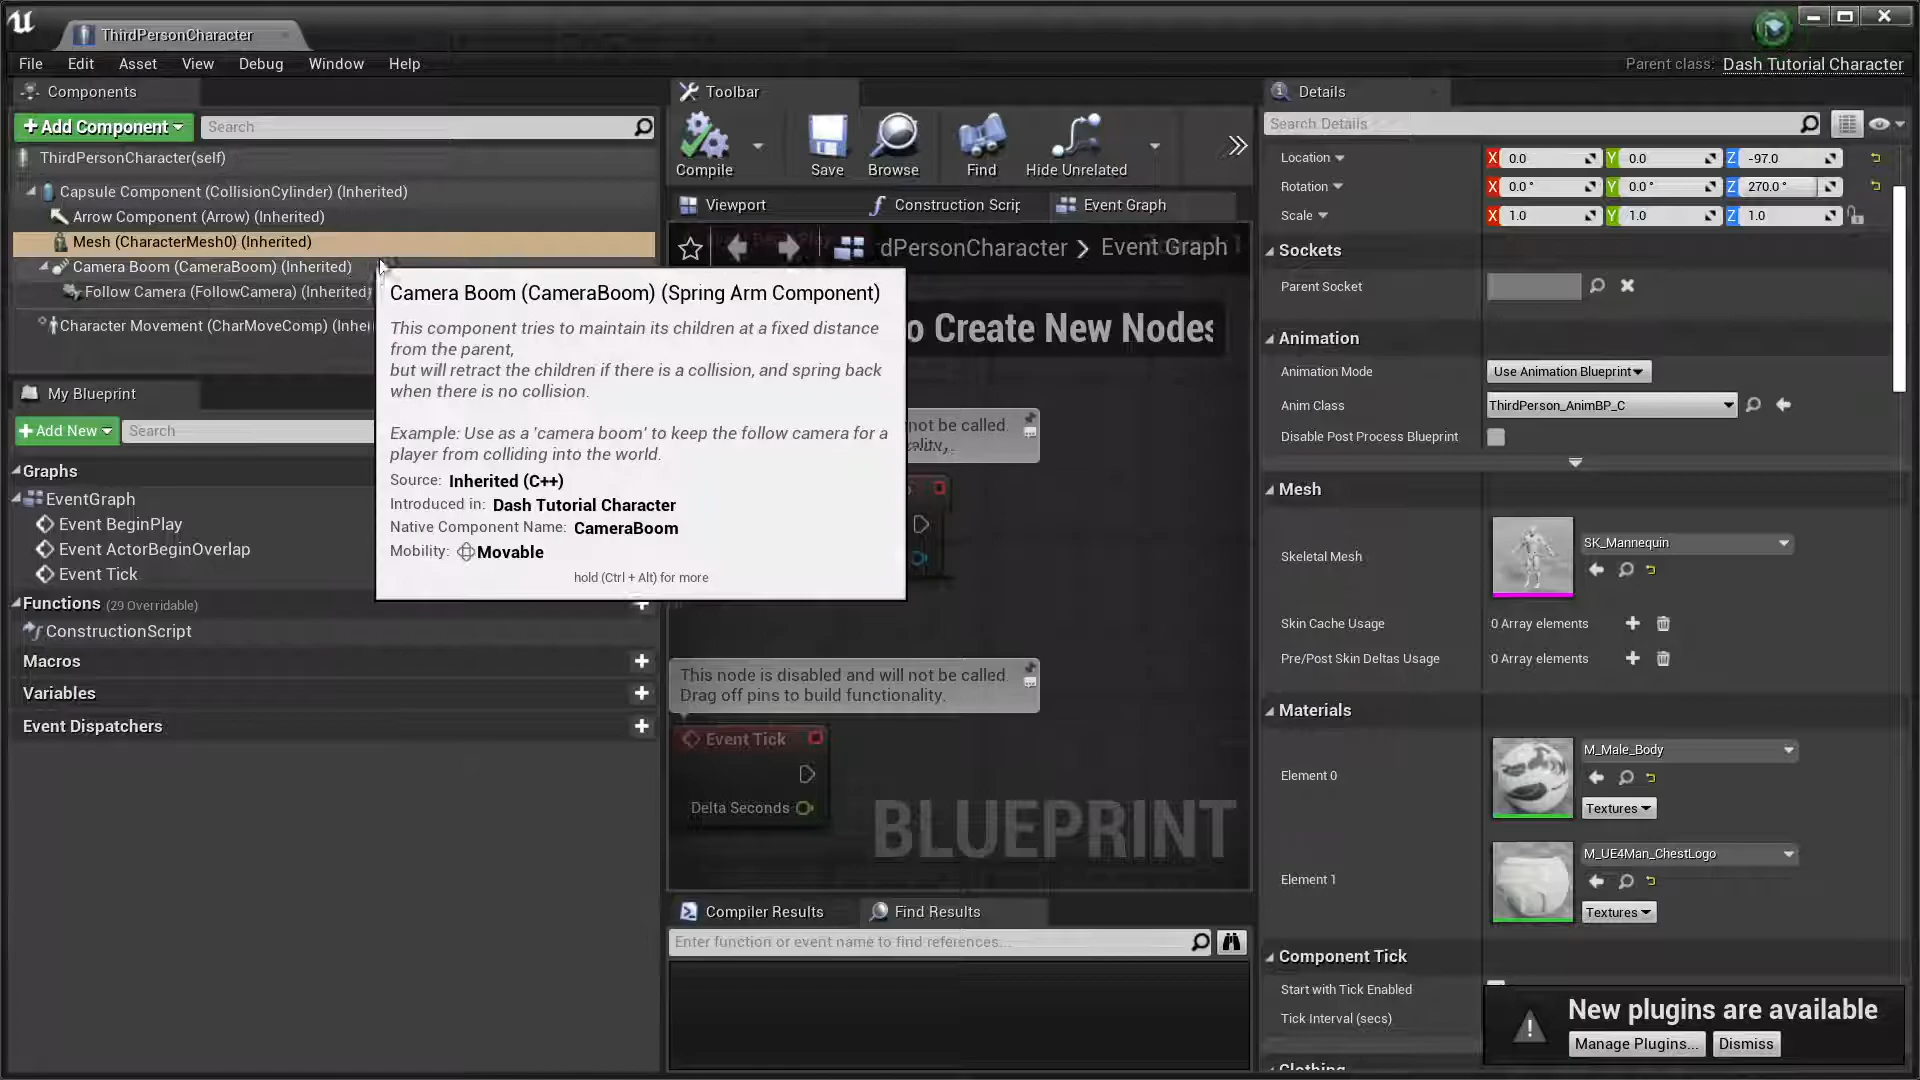 ThirdPersonCharacter
File
Edit
Asset
View
Debug
Window
Help
Parent class: Dash Tutorial Character
Components
Add Component
Search
ThirdPersonCharacter(self)
Capsule Component (CollisionCylinder) (Inherited)
Arrow Component (Arrow) (Inherited)
Mesh (CharacterMesh0) (Inherited)
Camera Boom (CameraBoom) (Inherited)
Follow Camera (FollowCamera) (Inherited)
Character Movement (CharMoveComp) (Inhe
My Blueprint
Add New
Search
Graphs
EventGraph
Event BeginPlay
Event ActorBeginOverlap
Event Tick
Functions (29 Overridable)
ConstructionScript
Macros
Variables
Event Dispatchers
Camera Boom (CameraBoom) (Spring Arm Component)
This component tries to maintain its children at a fixed distance
from the parent,
but will retract the children if there is a collision, and spring back
when there is no collision.
Example: Use as a 'camera boom' to keep the follow camera for a
player from colliding into the world.
Source: Inherited (C++)
Introduced in: Dash Tutorial Character
Native Component Name: CameraBoom
Mobility: Movable
hold (Ctrl + Alt) for more
Toolbar
Compile
Save
Browse
Find
Hide Unrelated
Viewport
Construction Scrip
Event Graph
rdPersonCharacter > Event Graph
o Create New Nodes
not be called.
ality.
This node is disabled and will not be called.
Drag off pins to build functionality.
Event Tick
Delta Seconds
BLUEPRINT
Compiler Results
Find Results
Enter function or event name to find references...
Details
Search Details
Location X 0.0 Y 0.0 Z -97.0
Rotation X 0.0° Y 0.0° Z 270.0°
Scale X 1.0 Y 1.0 Z 1.0
Sockets
Parent Socket
Animation
Animation Mode Use Animation Blueprint
Anim Class ThirdPerson_AnimBP_C
Disable Post Process Blueprint
Mesh
Skeletal Mesh SK_Mannequin
Skin Cache Usage 0 Array elements
Pre/Post Skin Deltas Usage 0 Array elements
Materials
Element 0 M_Male_Body
Textures
Element 1 M_UE4Man_ChestLogo
Textures
Component Tick
Start with Tick Enabled
Tick Interval (secs)
Clothing
New plugins are available
Manage Plugins...
Dismiss